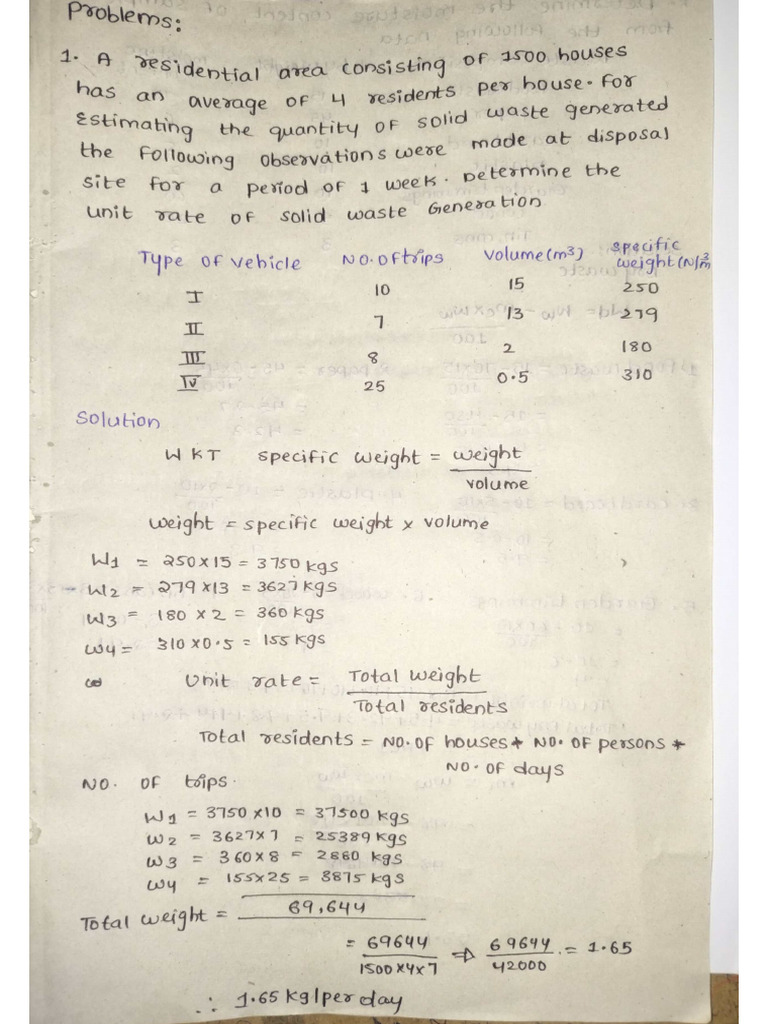 Problems:
1. A residential area consisting of 1500 houses
has an average of 4 residents per house. For
Estimating the quantity of solid waste generated
the following observations were made at disposal
site for a period of 1 week. Determine the
unit rate of solid waste Generation
Type of vehicle No. of trips Volume(m3) Specific weight (N/m3
I 10 15 250
II 7 13 279
III 8 2 180
IV 25 0.5 310
Solution
WKT specific weight = weight
volume
weight = specific weight x volume
W1 = 250x15 = 3750 kgs
W2 = 279x13 = 3627 kgs
W3 = 180 x 2 = 360 kgs
W4 = 310x0.5 = 155 kgs
Unit rate = Total weight
Total residents
Total residents = No. of houses * No. of persons *
No. of days
No. of trips.
W1 = 3750x10 = 37500 kgs
W2 = 3627x7 = 25389 kgs
W3 = 360x8 = 2880 kgs
W4 = 155x25 = 3875 kgs
Total weight = 69,644
= 69644 ⇒ 69644 = 1.65
1500x4x7 42000
∴ 1.65 kg/per day